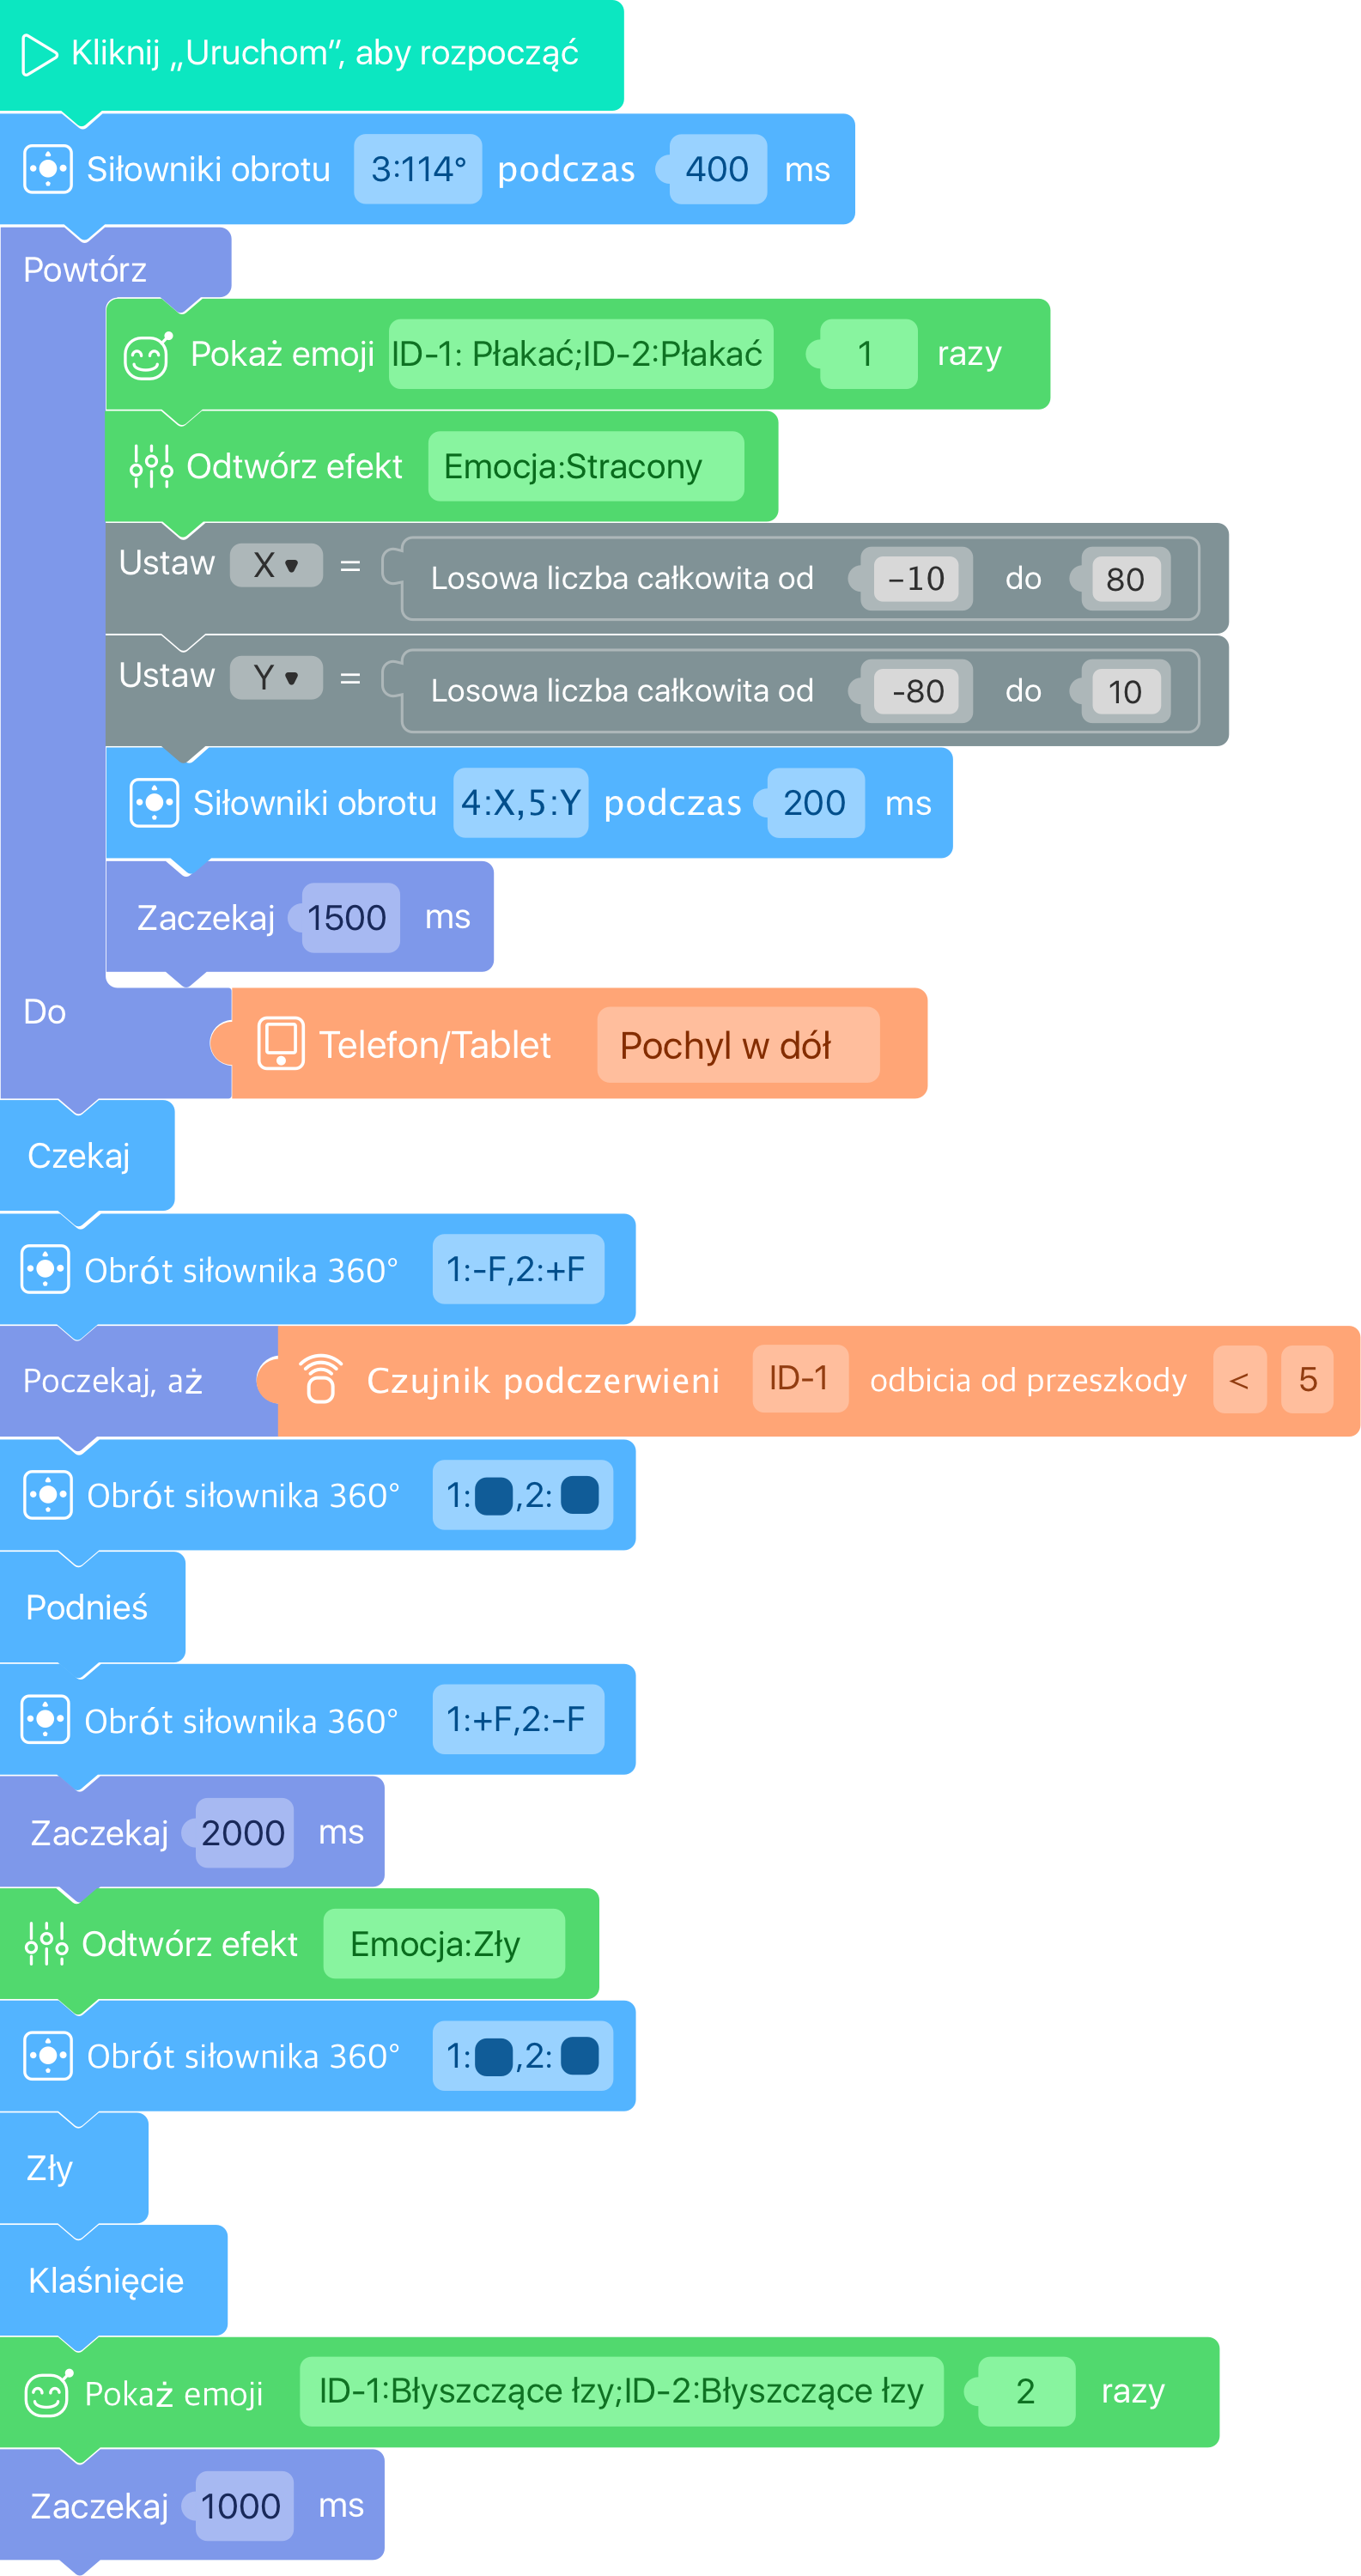 Kliknij „Uruchom”, aby rozpocząć
Siłowniki obrotu 3:114° podczas 400 ms
Powtórz
Pokaż emoji ID-1: Płakać;ID-2:Płakać 1 razy
Odtwórz efekt Emocja:Stracony
Ustaw X = Losowa liczba całkowita od −10 do 80
Ustaw Y = Losowa liczba całkowita od -80 do 10
Siłowniki obrotu 4:X,5:Y podczas 200 ms
Zaczekaj 1500 ms
Do Telefon/Tablet Pochyl w dół
Czekaj
Obrót siłownika 360° 1:-F,2:+F
Poczekaj, aż Czujnik podczerwieni ID-1 odbicia od przeszkody < 5
Obrót siłownika 360° 1: ,2:
Podnieś
Obrót siłownika 360° 1:+F,2:-F
Zaczekaj 2000 ms
Odtwórz efekt Emocja:Zły
Obrót siłownika 360° 1: ,2:
Zły
Klaśnięcie
Pokaż emoji ID-1:Błyszczące łzy;ID-2:Błyszczące łzy 2 razy
Zaczekaj 1000 ms